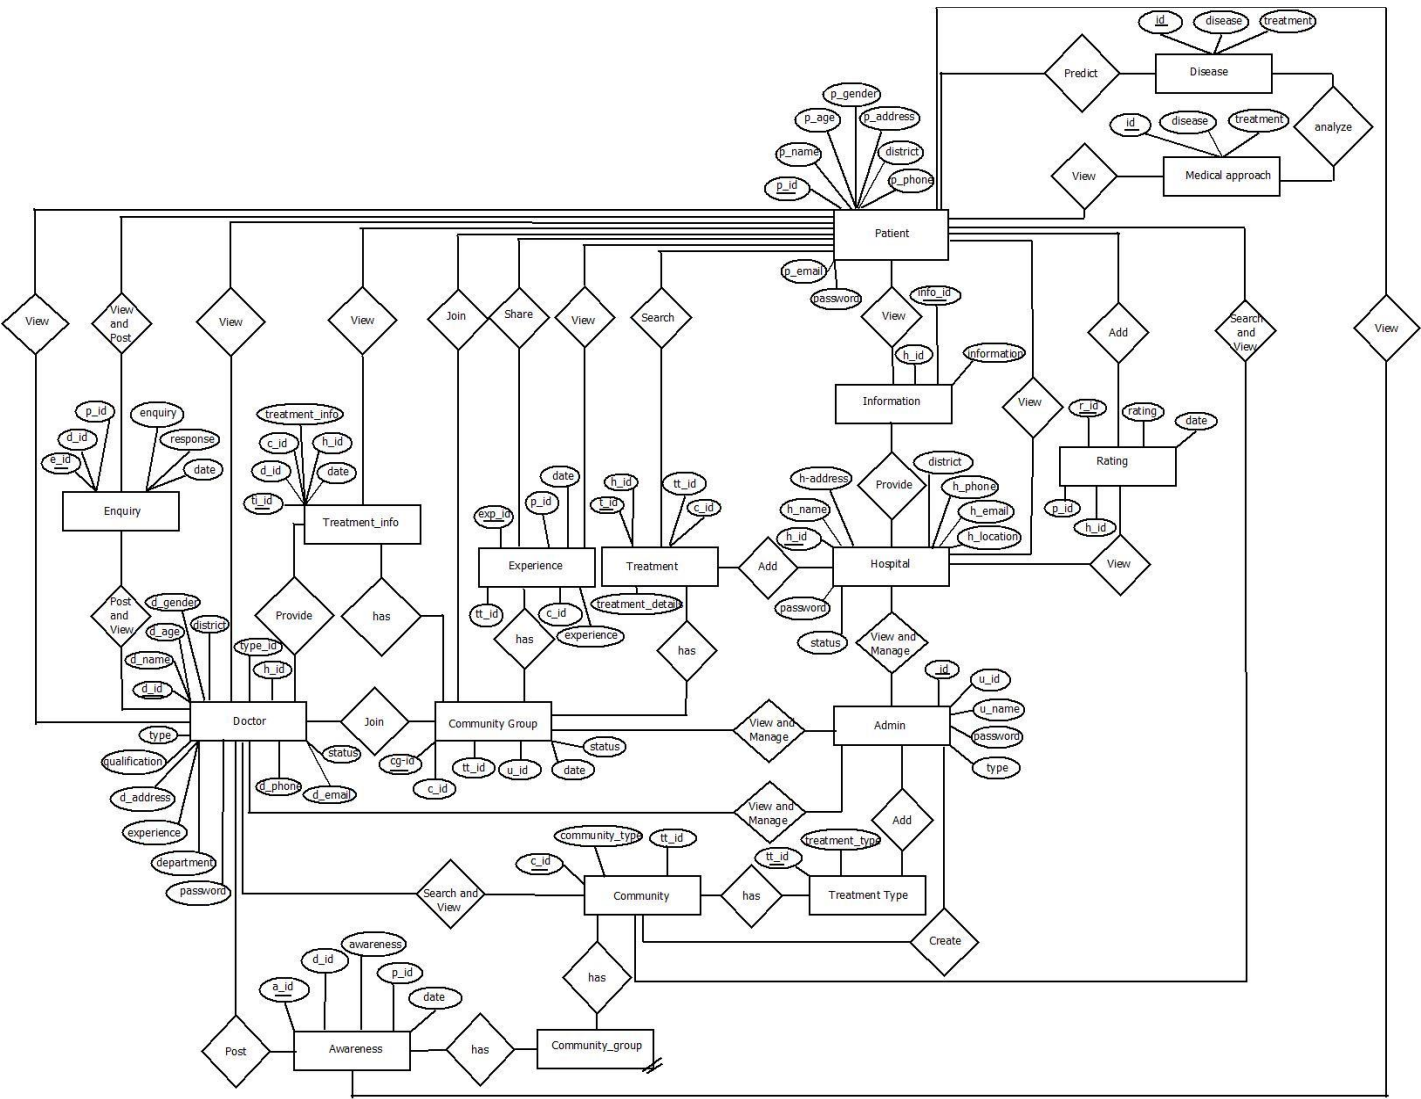 id
disease
treatment
Predict
Disease
p_gender
p_age
p_address
id
disease
treatment
analyze
p_name
district
View
Medical approach
p_id
p_phone
Patient
p_email
password
info_id
View
View
and
Post
View
View
Join
Share
View
Search
View
Add
Search
and
View
View
h_id
information
Information
View
p_id
enquiry
d_id
response
e_id
date
Enquiry
treatment_info
c_id
h_id
d_id
date
ti_id
Treatment_info
r_id
rating
date
Rating
p_id
h_id
View
date
p_id
exp_id
Experience
tt_id
c_id
experience
h_id
tt_id
t_id
c_id
Treatment
treatment_details
Add
Provide
h-address
district
h_name
h_phone
h_email
h_id
h_location
Hospital
password
status
View and
Manage
Post
and
View
d_gender
district
d_age
type_id
d_name
h_id
d_id
Provide
has
has
has
Doctor
Join
Community Group
View and
Manage
_id
u_id
u_name
Admin
password
type
type
status
qualification
d_address
d_phone
d_email
experience
department
password
cg-id
tt_id
u_id
status
date
c_id
View and
Manage
Add
community_type
tt_id
treatment_type
c_id
tt_id
Search and
View
Community
has
Treatment Type
Create
awareness
d_id
p_id
a_id
date
has
Post
Awareness
has
Community_group